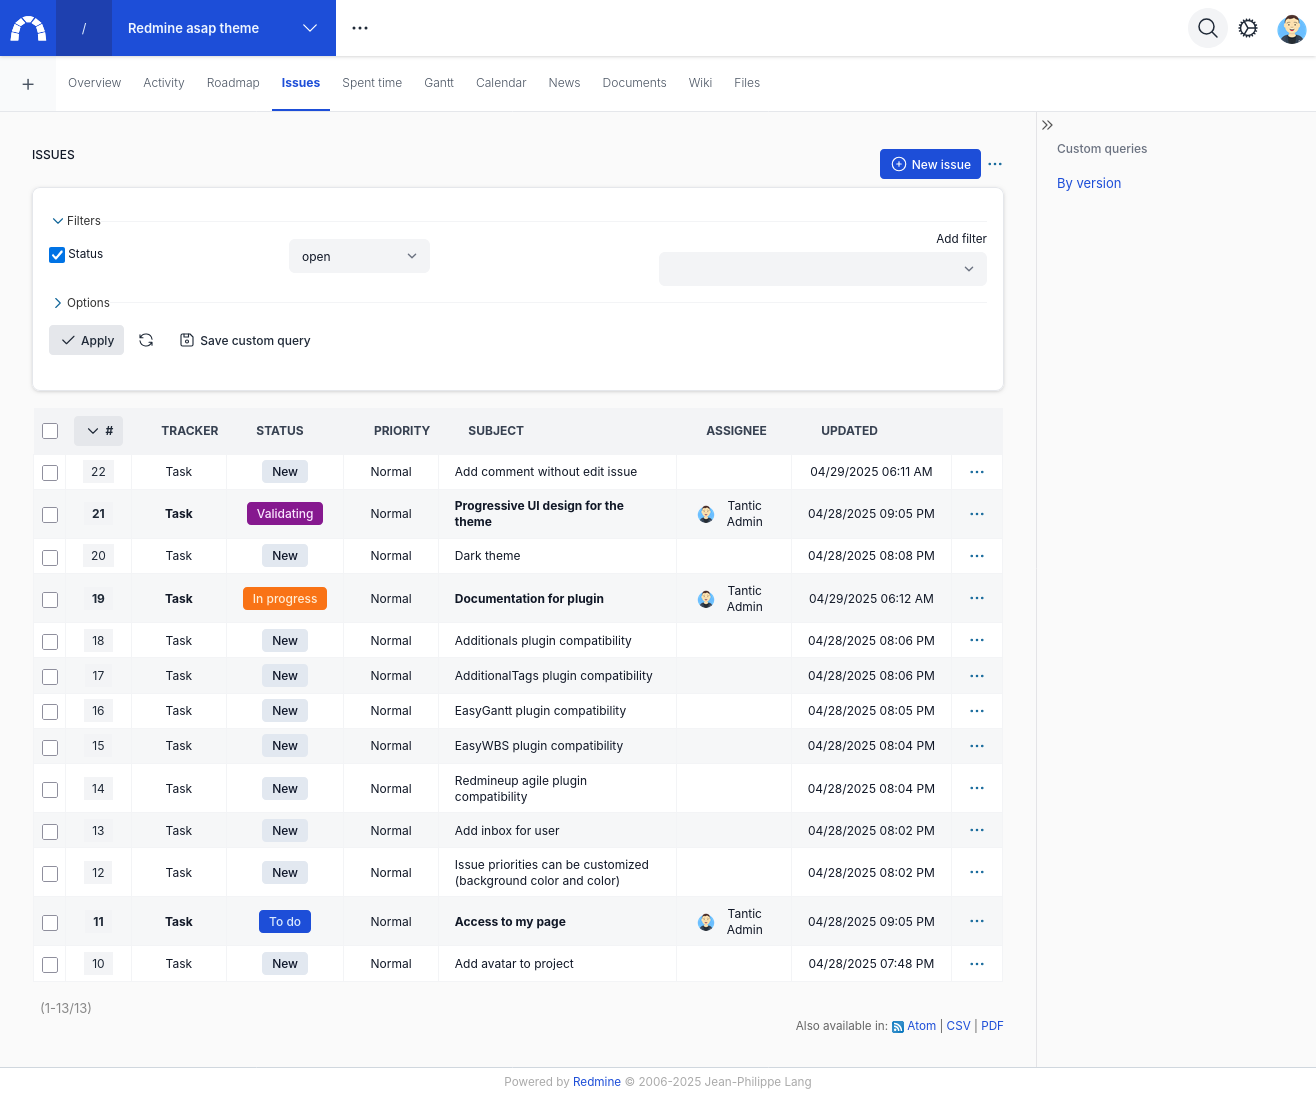 / Redmine asap theme
Overview Activity Roadmap Issues Spent time Gantt Calendar News Documents Wiki Files
ISSUES
New issue
Custom queries
By version
Filters
Status open
Add filter
Options
Apply Save custom query
# TRACKER STATUS PRIORITY SUBJECT ASSIGNEE UPDATED
22 Task New Normal Add comment without edit issue 04/29/2025 06:11 AM
21 Task Validating Normal Progressive UI design for the
theme Tantic
Admin 04/28/2025 09:05 PM
20 Task New Normal Dark theme 04/28/2025 08:08 PM
19 Task In progress Normal Documentation for plugin Tantic
Admin 04/29/2025 06:12 AM
18 Task New Normal Additionals plugin compatibility 04/28/2025 08:06 PM
17 Task New Normal AdditionalTags plugin compatibility 04/28/2025 08:06 PM
16 Task New Normal EasyGantt plugin compatibility 04/28/2025 08:05 PM
15 Task New Normal EasyWBS plugin compatibility 04/28/2025 08:04 PM
14 Task New Normal Redmineup agile plugin
compatibility 04/28/2025 08:04 PM
13 Task New Normal Add inbox for user 04/28/2025 08:02 PM
12 Task New Normal Issue priorities can be customized
(background color and color) 04/28/2025 08:02 PM
11 Task To do Normal Access to my page Tantic
Admin 04/28/2025 09:05 PM
10 Task New Normal Add avatar to project 04/28/2025 07:48 PM
(1-13/13)
Also available in: Atom | CSV | PDF
Powered by Redmine © 2006-2025 Jean-Philippe Lang